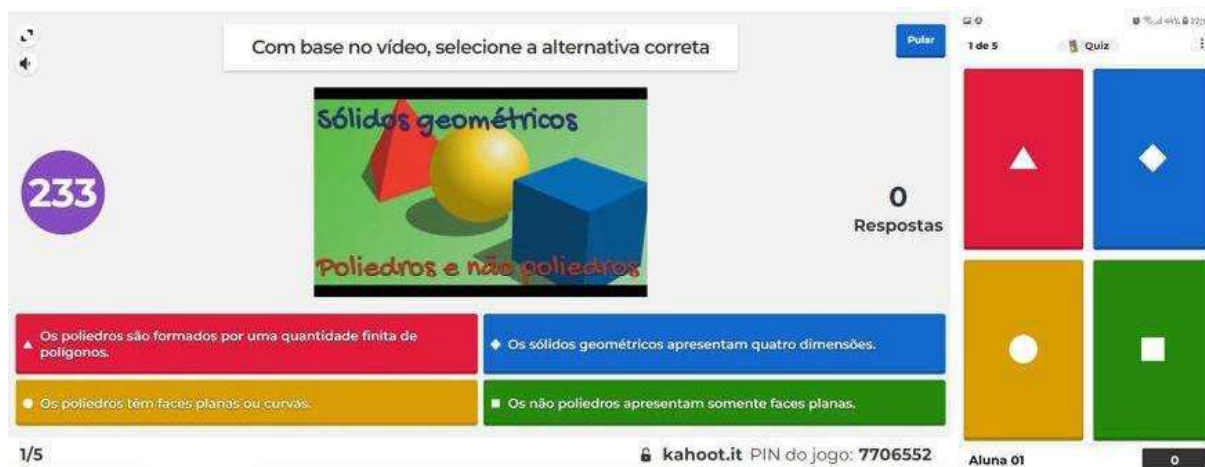 Com base no vídeo, selecione a alternativa correta
Pular
Sólidos geométricos
Poliedros e não poliedros
233
0
Respostas
Os poliedros são formados por uma quantidade finita de
polígonos.
Os sólidos geométricos apresentam quatro dimensões.
Os poliedros têm faces planas ou curvas.
Os não poliedros apresentam somente faces planas.
1/5
kahoot.it PIN do jogo: 7706552
1 de 5
Quiz
Aluna 01
0